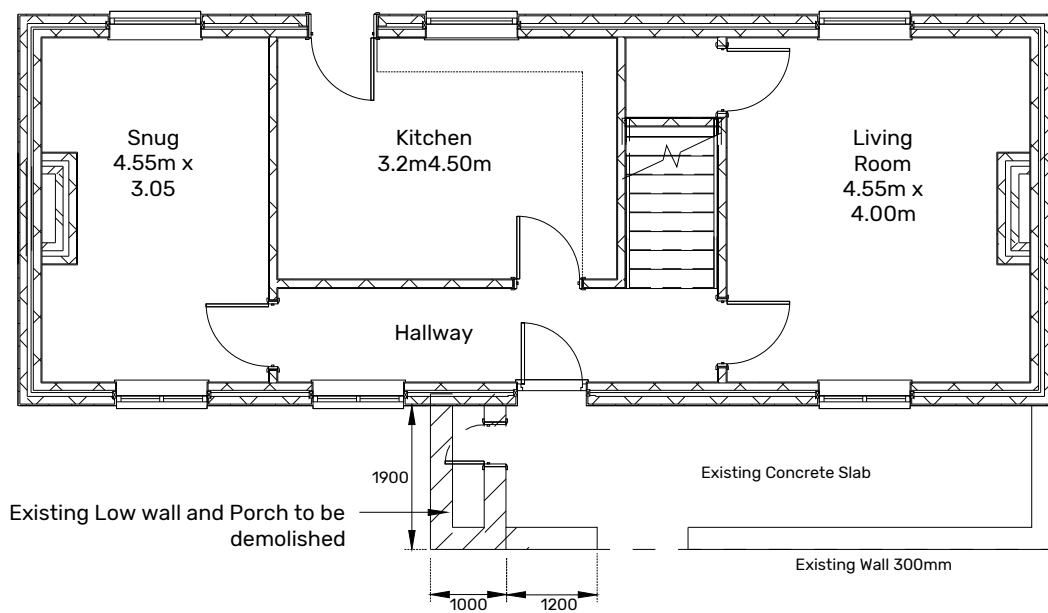 Snug
4.55m x
3.05
Kitchen
3.2m4.50m
Living
Room
4.55m x
4.00m
Hallway
1900
Existing Concrete Slab
Existing Low wall and Porch to be
demolished
Existing Wall 300mm
1000
1200